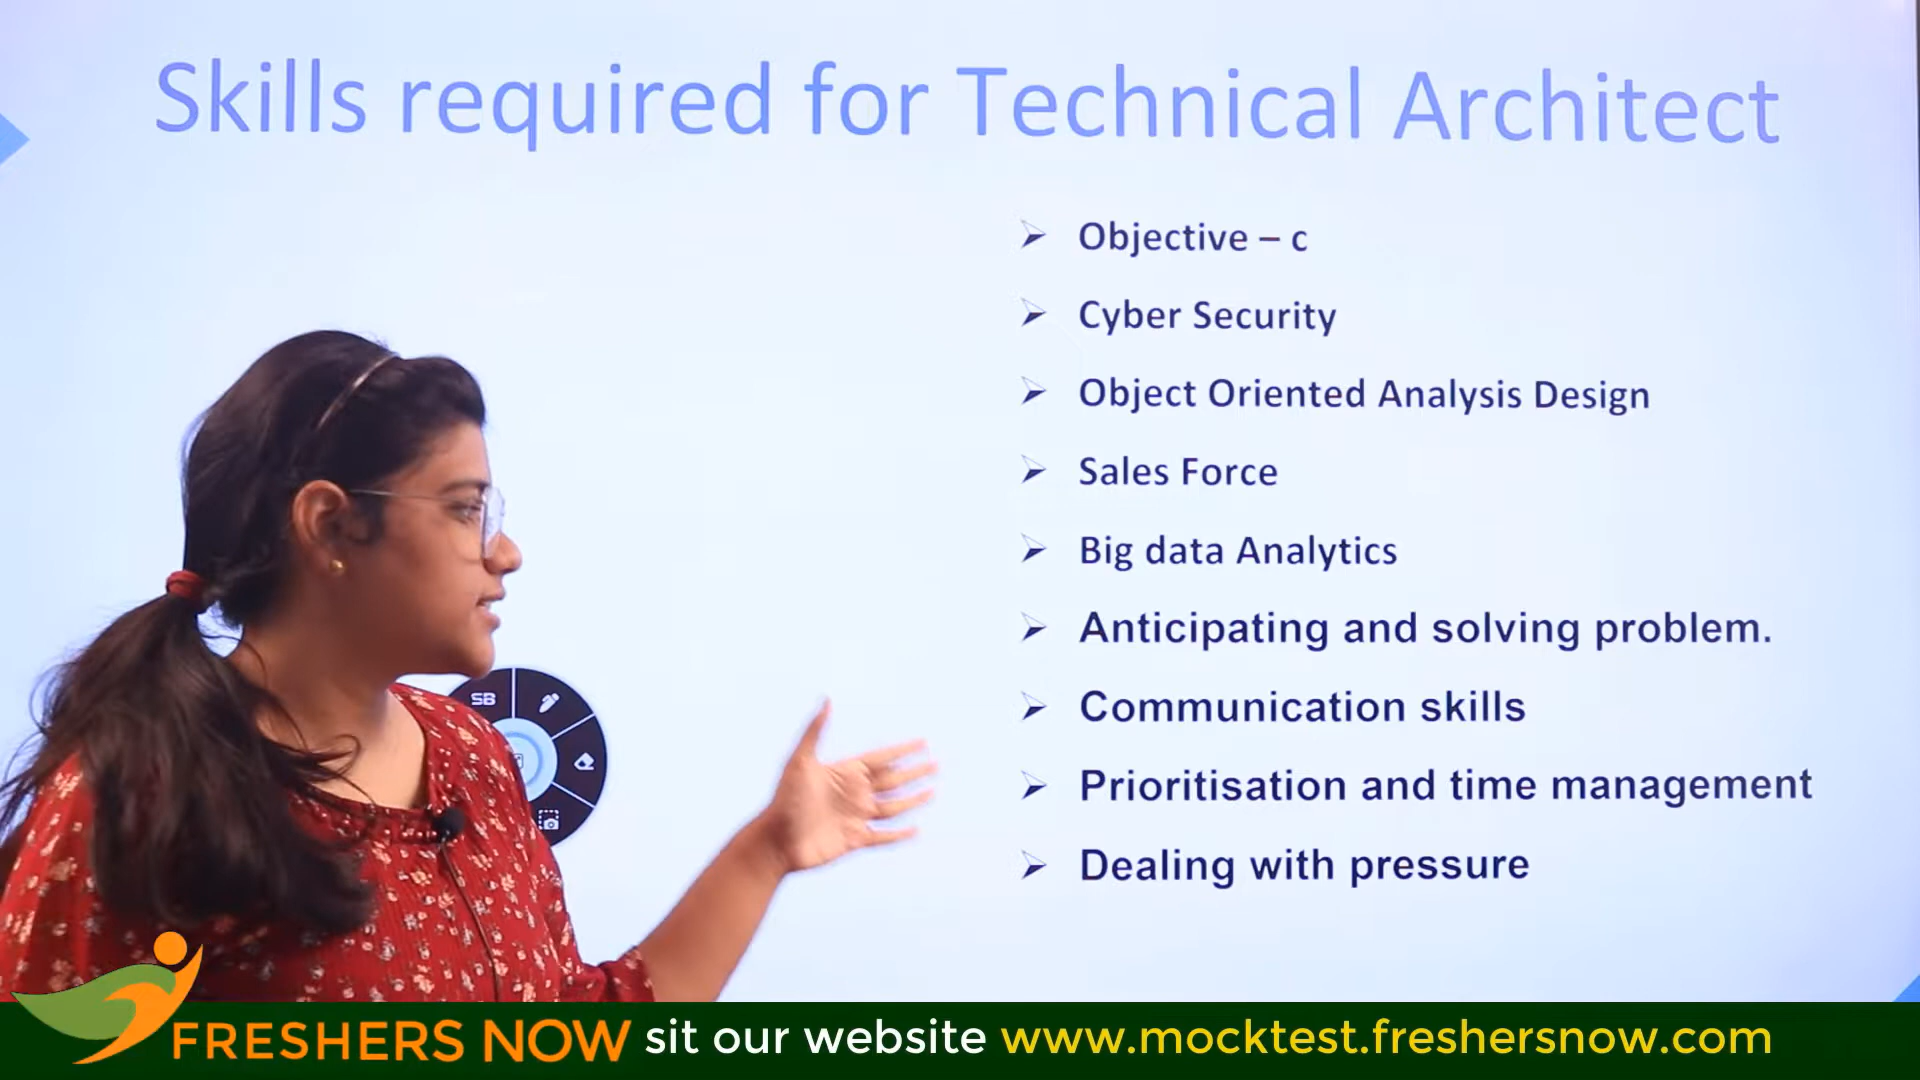 Skills required for Technical Architect
Objective – c
Cyber Security
Object Oriented Analysis Design
Sales Force
Big data Analytics
Anticipating and solving problem.
Communication skills
Prioritisation and time management
Dealing with pressure
SB
FRESHERS NOW sit our website www.mocktest.freshersnow.com